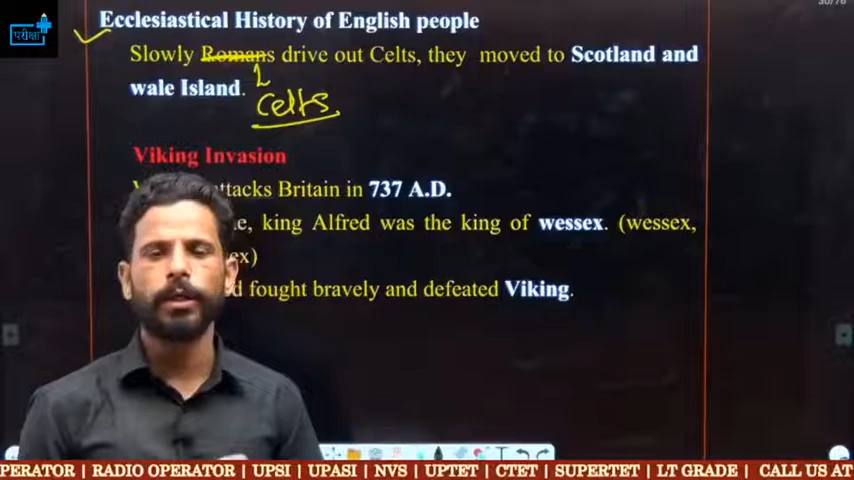 30/78
परीक्षा
Ecclesiastical History of English people
Slowly Romans drive out Celts, they moved to Scotland and
wale Island.
Celts
Viking Invasion
attacks Britain in 737 A.D.
king Alfred was the king of wessex. (wessex,
fought bravely and defeated Viking.
PERATOR | RADIO OPERATOR | UPSI | UPASI | NVS | UPTET | CTET | SUPERTET | LT GRADE | CALL US AT